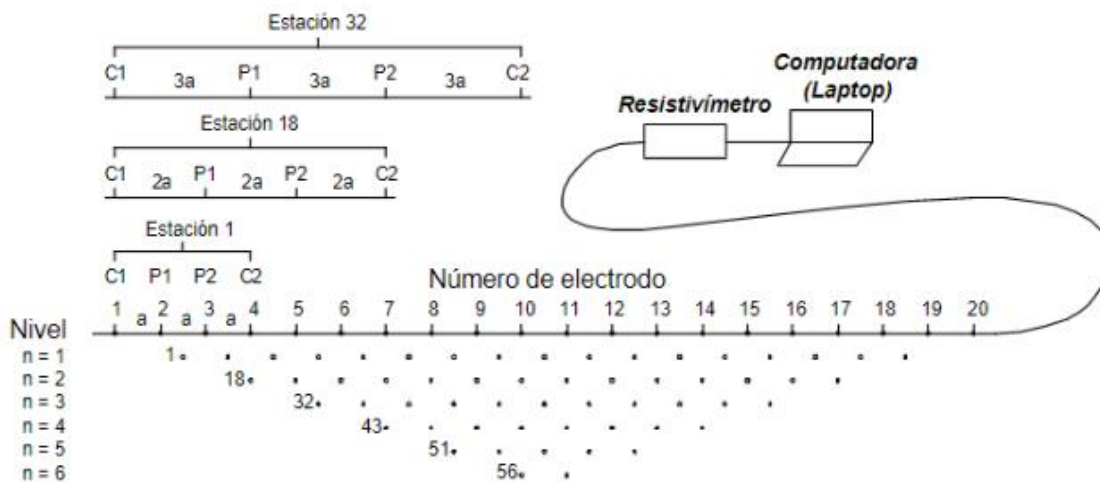 Estación 32
C1 3a P1 3a P2 3a C2
Estación 18
C1 2a P1 2a P2 2a C2
Estación 1
C1 P1 P2 C2
Resistivímetro
Computadora
(Laptop)
Número de electrodo
1 2 3 4 5 6 7 8 9 10 11 12 13 14 15 16 17 18 19 20
a a a
Nivel
n = 1 1
n = 2 18
n = 3 32
n = 4 43
n = 5 51
n = 6 56